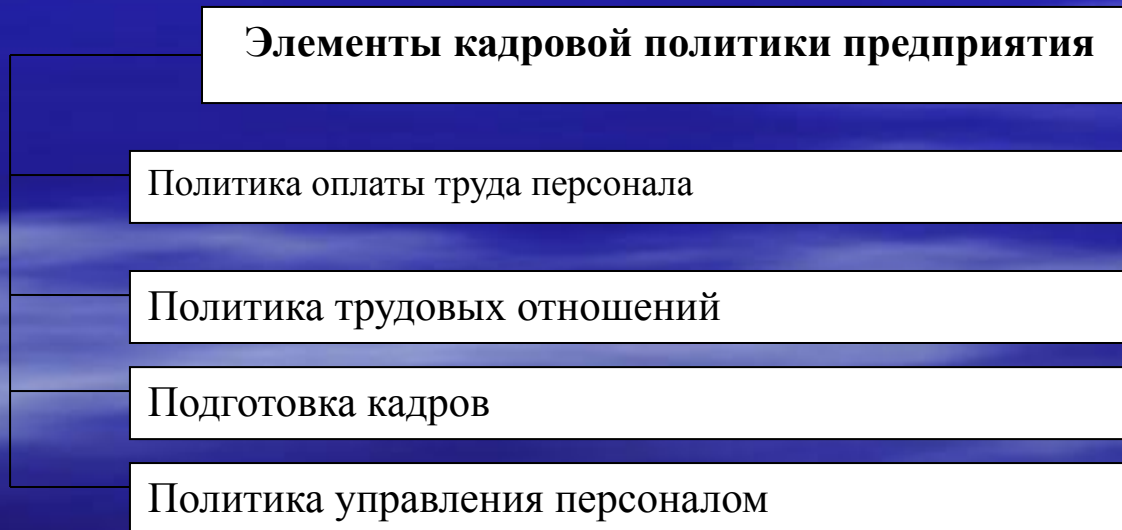 Элементы кадровой политики предприятия
Политика оплаты труда персонала
Политика трудовых отношений
Подготовка кадров
Политика управления персоналом